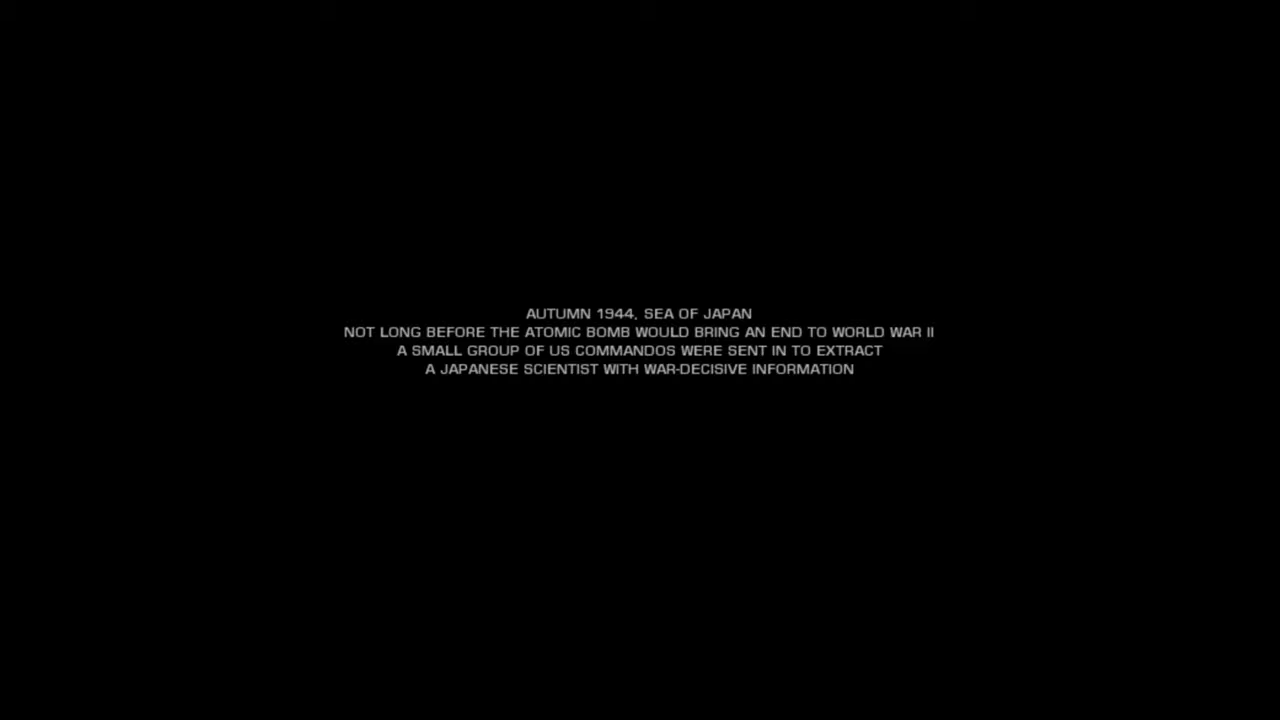 AUTUMN 1944, SEA OF JAPAN
NOT LONG BEFORE THE ATOMIC BOMB WOULD BRING AN END TO WORLD WAR II
A SMALL GROUP OF US COMMANDOS WERE SENT IN TO EXTRACT
A JAPANESE SCIENTIST WITH WAR-DECISIVE INFORMATION